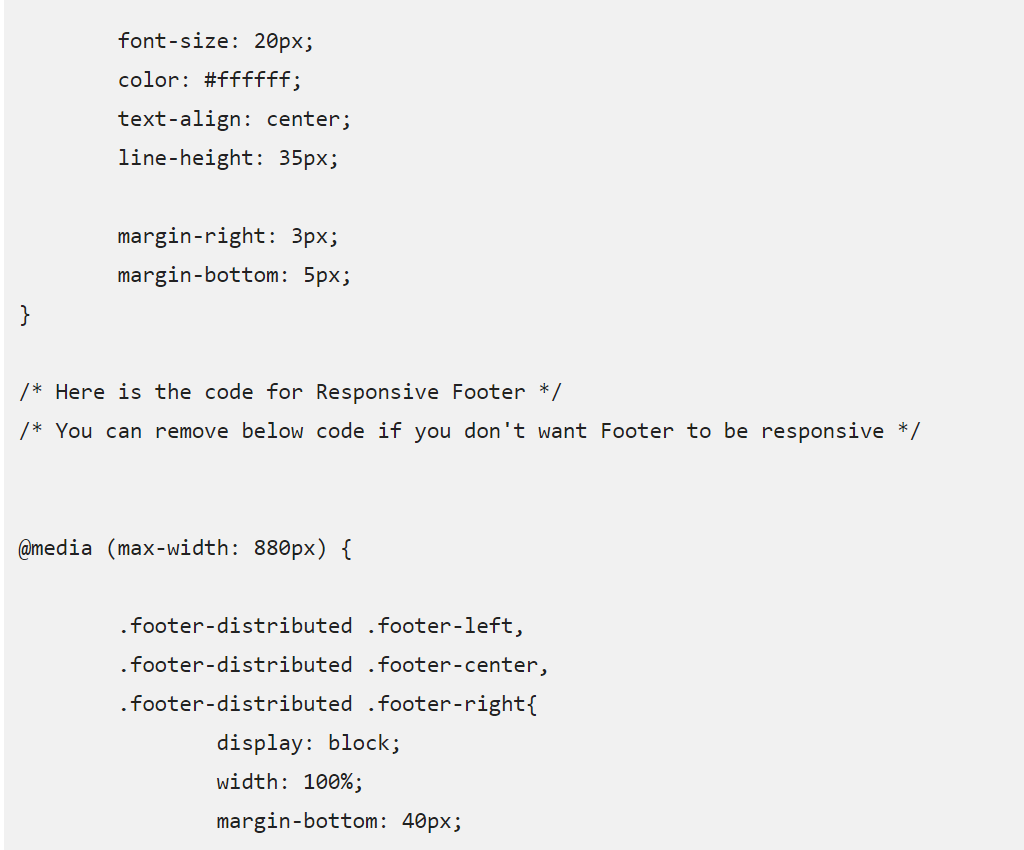 font-size: 20px;
color: #ffffff;
text-align: center;
line-height: 35px;
margin-right: 3px;
margin-bottom: 5px;
}
/* Here is the code for Responsive Footer */
/* You can remove below code if you don't want Footer to be responsive */
@media (max-width: 880px) {
.footer-distributed .footer-left,
.footer-distributed .footer-center,
.footer-distributed .footer-right{
display: block;
width: 100%;
margin-bottom: 40px;